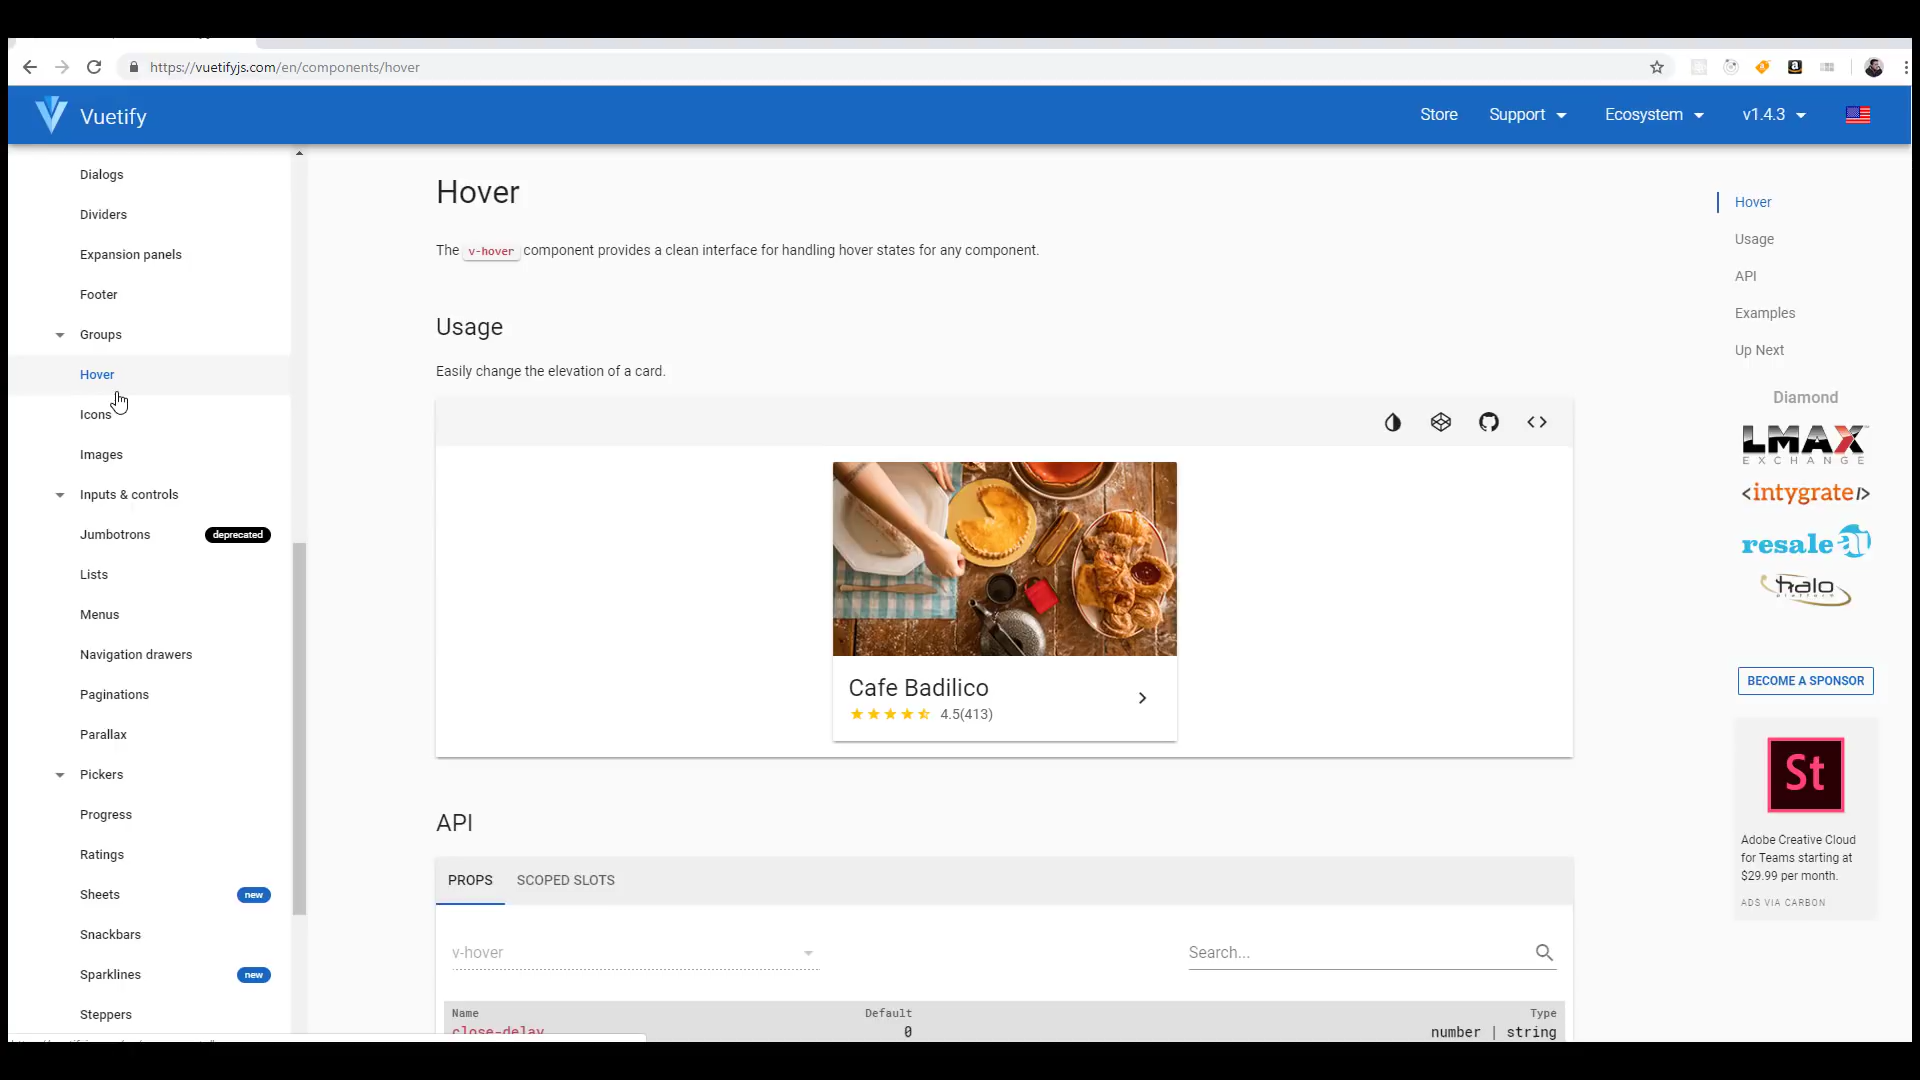 https://vuetifyjs.com/en/components/hover
Vuetify
Store
Support
Ecosystem
v1.4.3
Dialogs
Dividers
Expansion panels
Footer
Groups
Hover
Icons
Images
Inputs & controls
Jumbotrons deprecated
Lists
Menus
Navigation drawers
Paginations
Parallax
Pickers
Progress
Ratings
Sheets new
Snackbars
Sparklines new
Steppers
Hover
The v-hover component provides a clean interface for handling hover states for any component.
Usage
Easily change the elevation of a card.
Cafe Badilico
4.5(413)
API
PROPS SCOPED SLOTS
v-hover
Search...
Name Default Type
close-delay 0 number | string
Hover
Usage
API
Examples
Up Next
Diamond
LMAX
EXCHANGE
<intygrate/>
resale ai
halo
BECOME A SPONSOR
St
Adobe Creative Cloud
for Teams starting at
$29.99 per month.
ADS VIA CARBON